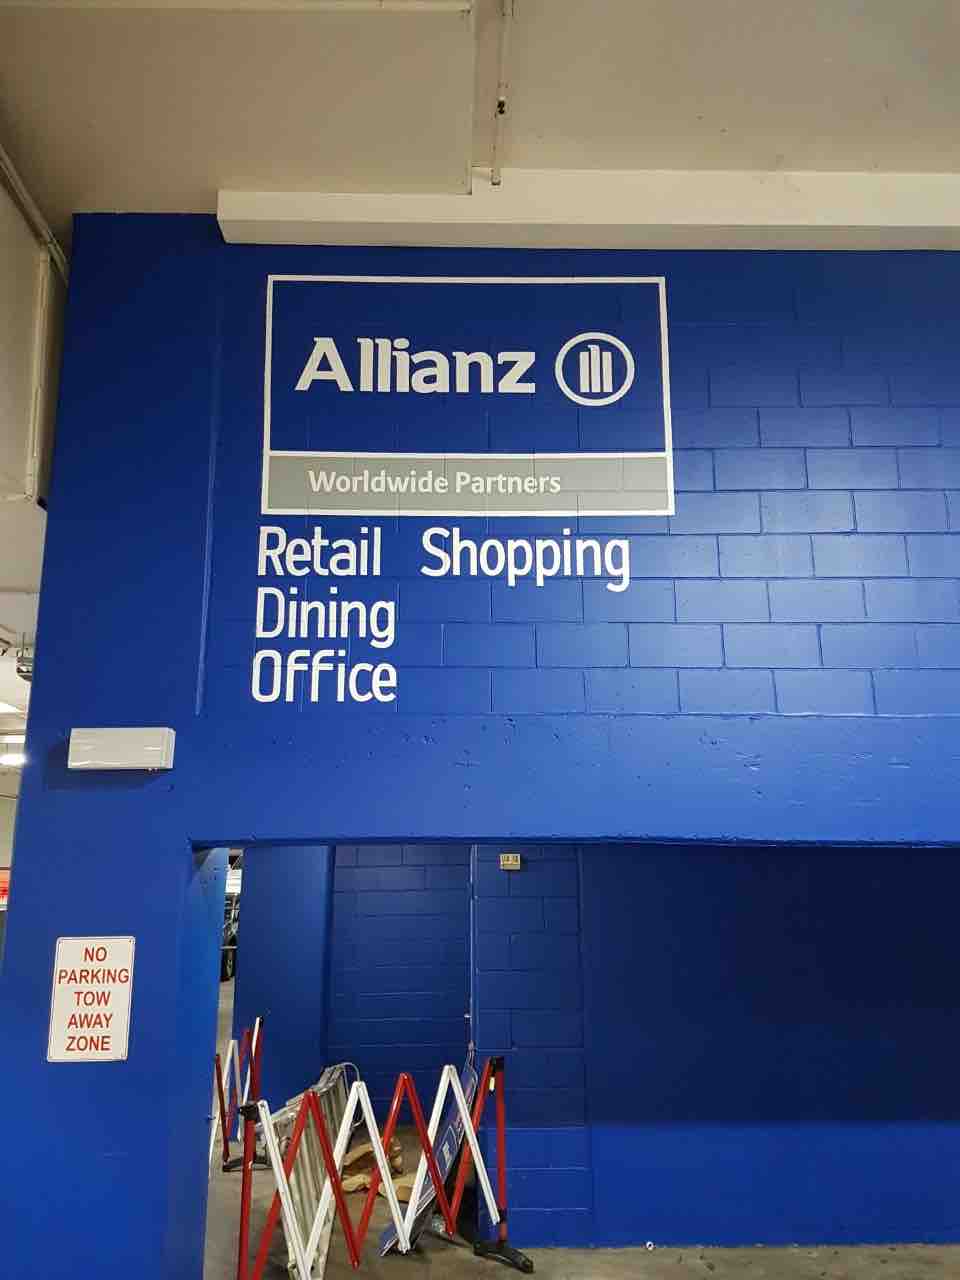 Allianz
Worldwide Partners
Retail Shopping
Dining
Office
NO
PARKING
TOW
AWAY
ZONE